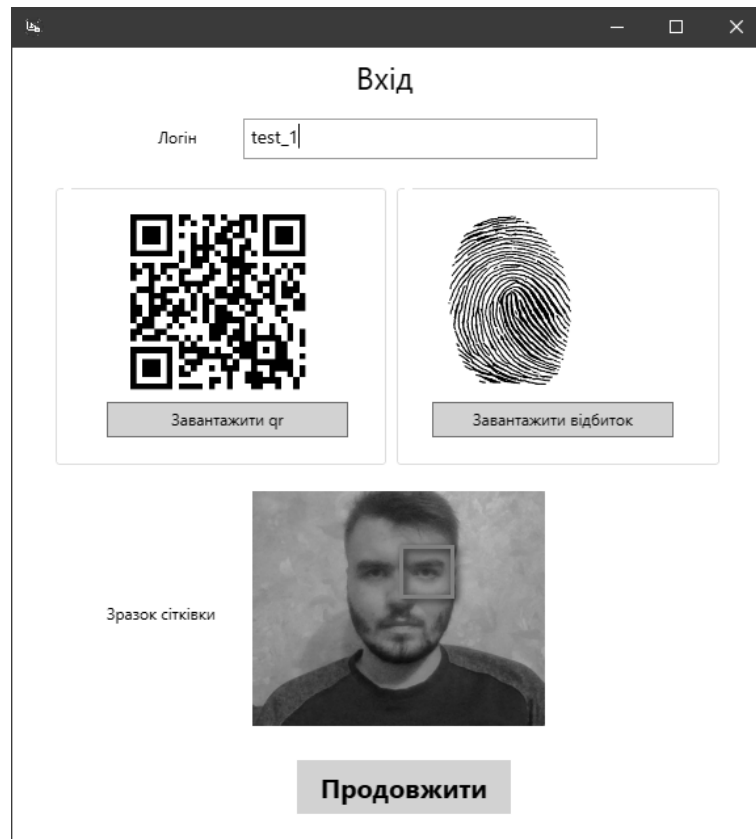 Вхід
Логін
test_1
Завантажити qr
Завантажити відбиток
Зразок сітківки
Продовжити